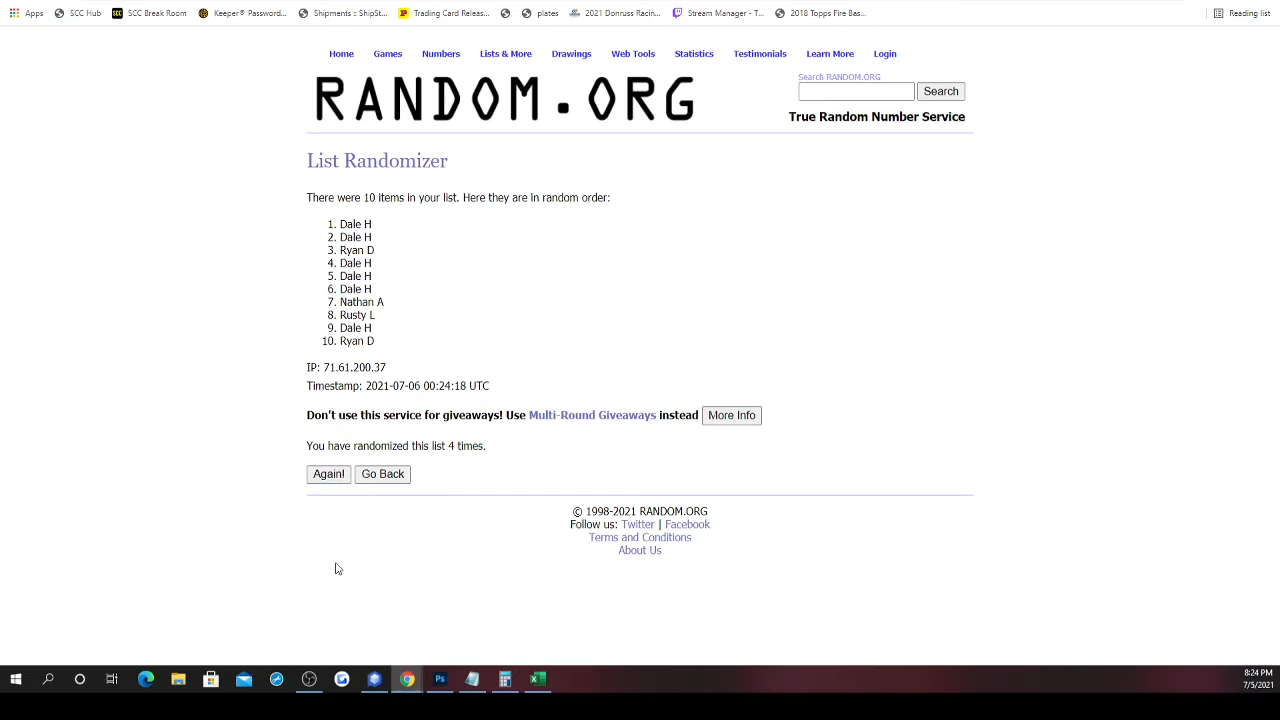 Apps SCC Hub SCC Break Room Keeper® Password... Shipments :: ShipSt... Trading Card Releas... plates 2021 Donruss Racin... Stream Manager - T... 2018 Topps Fire Bas... Reading list
Home Games Numbers Lists & More Drawings Web Tools Statistics Testimonials Learn More Login
RANDOM.ORG
Search RANDOM.ORG
Search
True Random Number Service
List Randomizer
There were 10 items in your list. Here they are in random order:
1. Dale H
2. Dale H
3. Ryan D
4. Dale H
5. Dale H
6. Dale H
7. Nathan A
8. Rusty L
9. Dale H
10. Ryan D
IP: 71.61.200.37
Timestamp: 2021-07-06 00:24:18 UTC
Don't use this service for giveaways! Use Multi-Round Giveaways instead More Info
You have randomized this list 4 times.
Again! Go Back
© 1998-2021 RANDOM.ORG
Follow us: Twitter | Facebook
Terms and Conditions
About Us
8:24 PM
7/5/2021